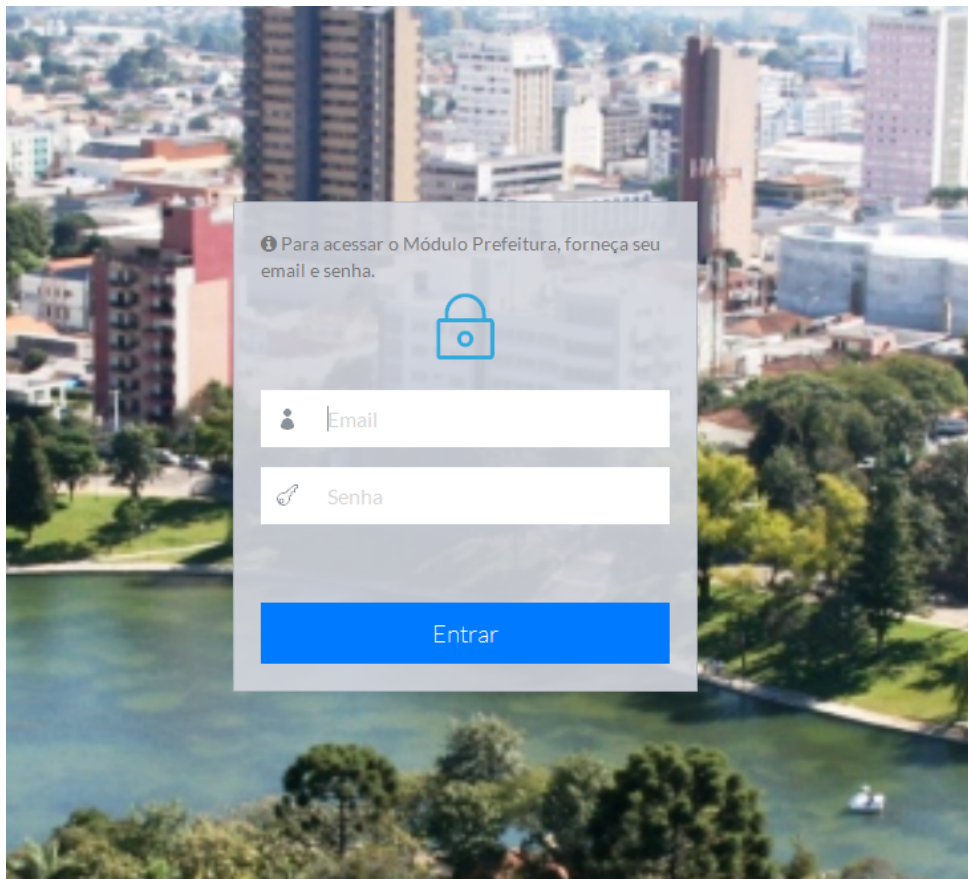 Para acessar o Módulo Prefeitura, forneça seu
email e senha.
Email
Senha
Entrar